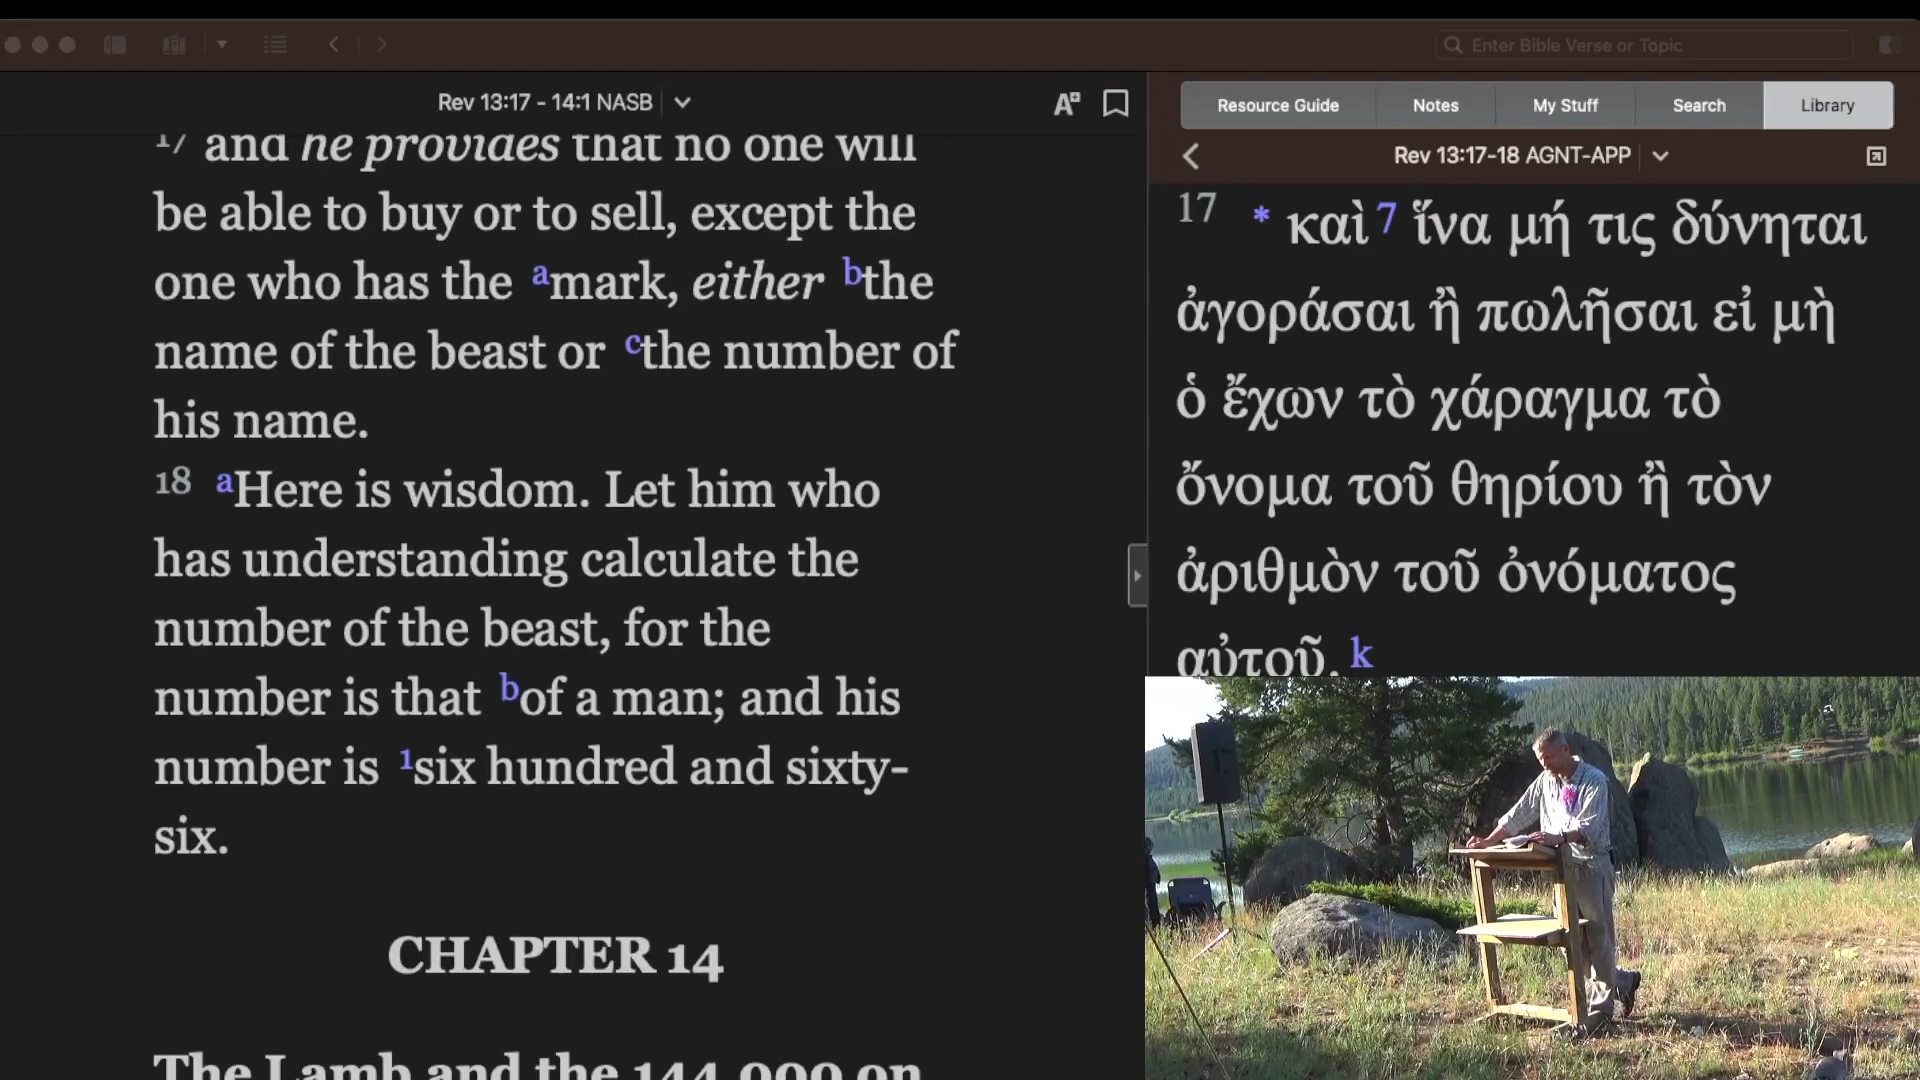 Enter Bible Verse or Topic
Rev 13:17 - 14:1 NASB
17 and he provides that no one will
be able to buy or to sell, except the
one who has the amark, either bthe
name of the beast or cthe number of
his name.
18 aHere is wisdom. Let him who
has understanding calculate the
number of the beast, for the
number is that bof a man; and his
number is 1six hundred and sixty-
six.
CHAPTER 14
The Lamb and the 144,000 on
Resource Guide
Notes
My Stuff
Search
Library
Rev 13:17-18 AGNT-APP
17 * καὶ7 ἵνα μή τις δύνηται
ἀγοράσαι ἢ πωλῆσαι εἰ μὴ
ὁ ἔχων τὸ χάραγμα τὸ
ὄνομα τοῦ θηρίου ἢ τὸν
ἀριθμὸν τοῦ ὀνόματος
αὐτοῦ. k